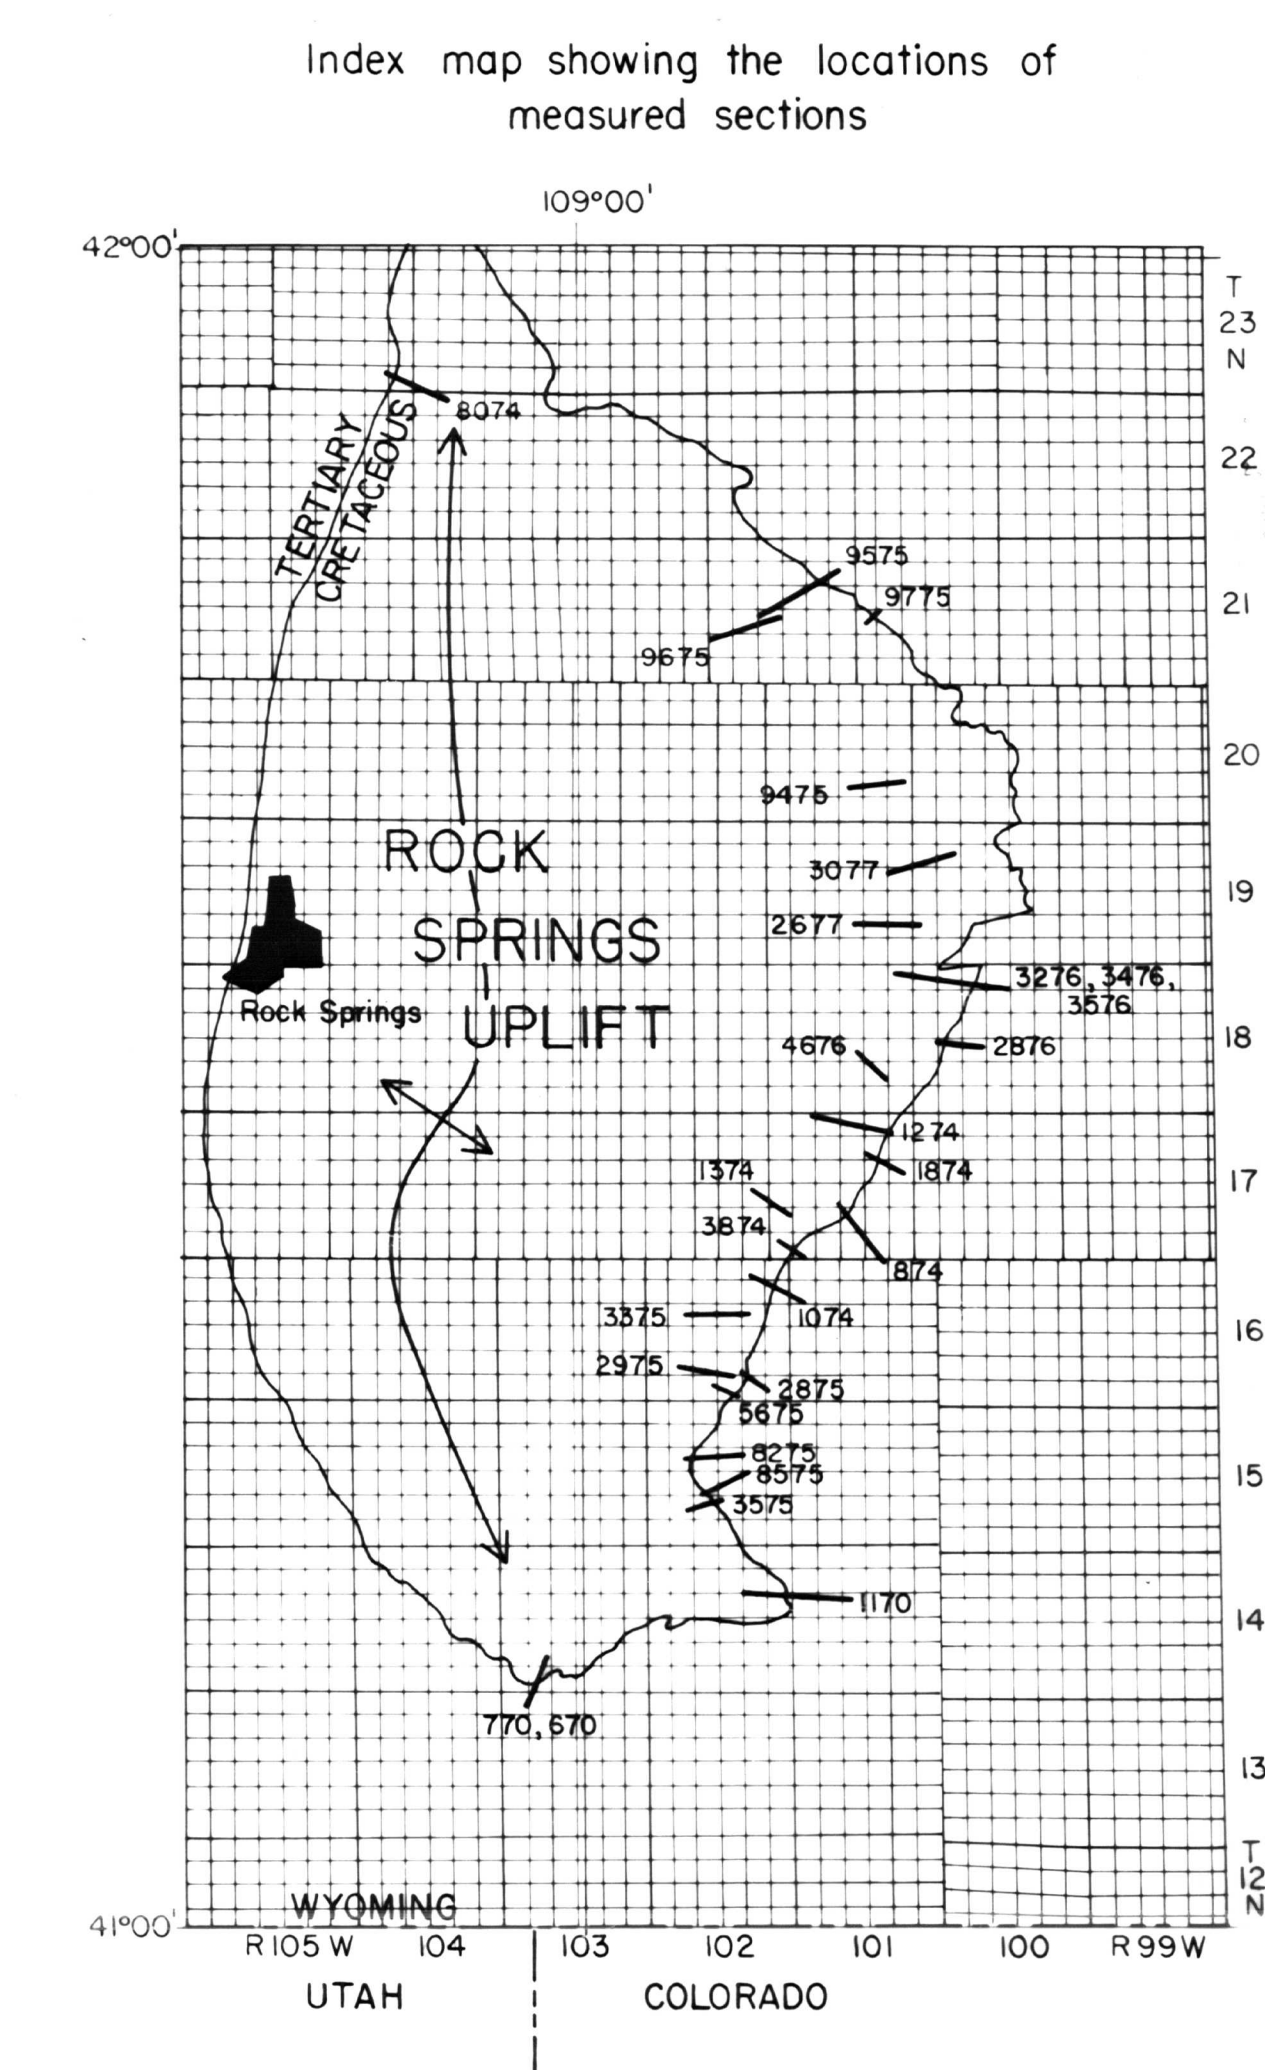 Index map showing the locations of
measured sections
109°00'
42°00'
T
23
N
8074
TERTIARY
CRETACEOUS
22
9575
9775
21
9675
20
9475
ROCK
3077
19
2677
SPRINGS
3276, 3476,
3576
Rock Springs
UPLIFT
18
4676
2876
1274
1374
1874
17
3874
874
1074
3375
16
2975
2875
5675
8275
8575
15
3575
1170
14
770, 670
13
T
12
N
WYOMING
41°00'
R105 W 104 103 102 101 100 R99W
UTAH COLORADO